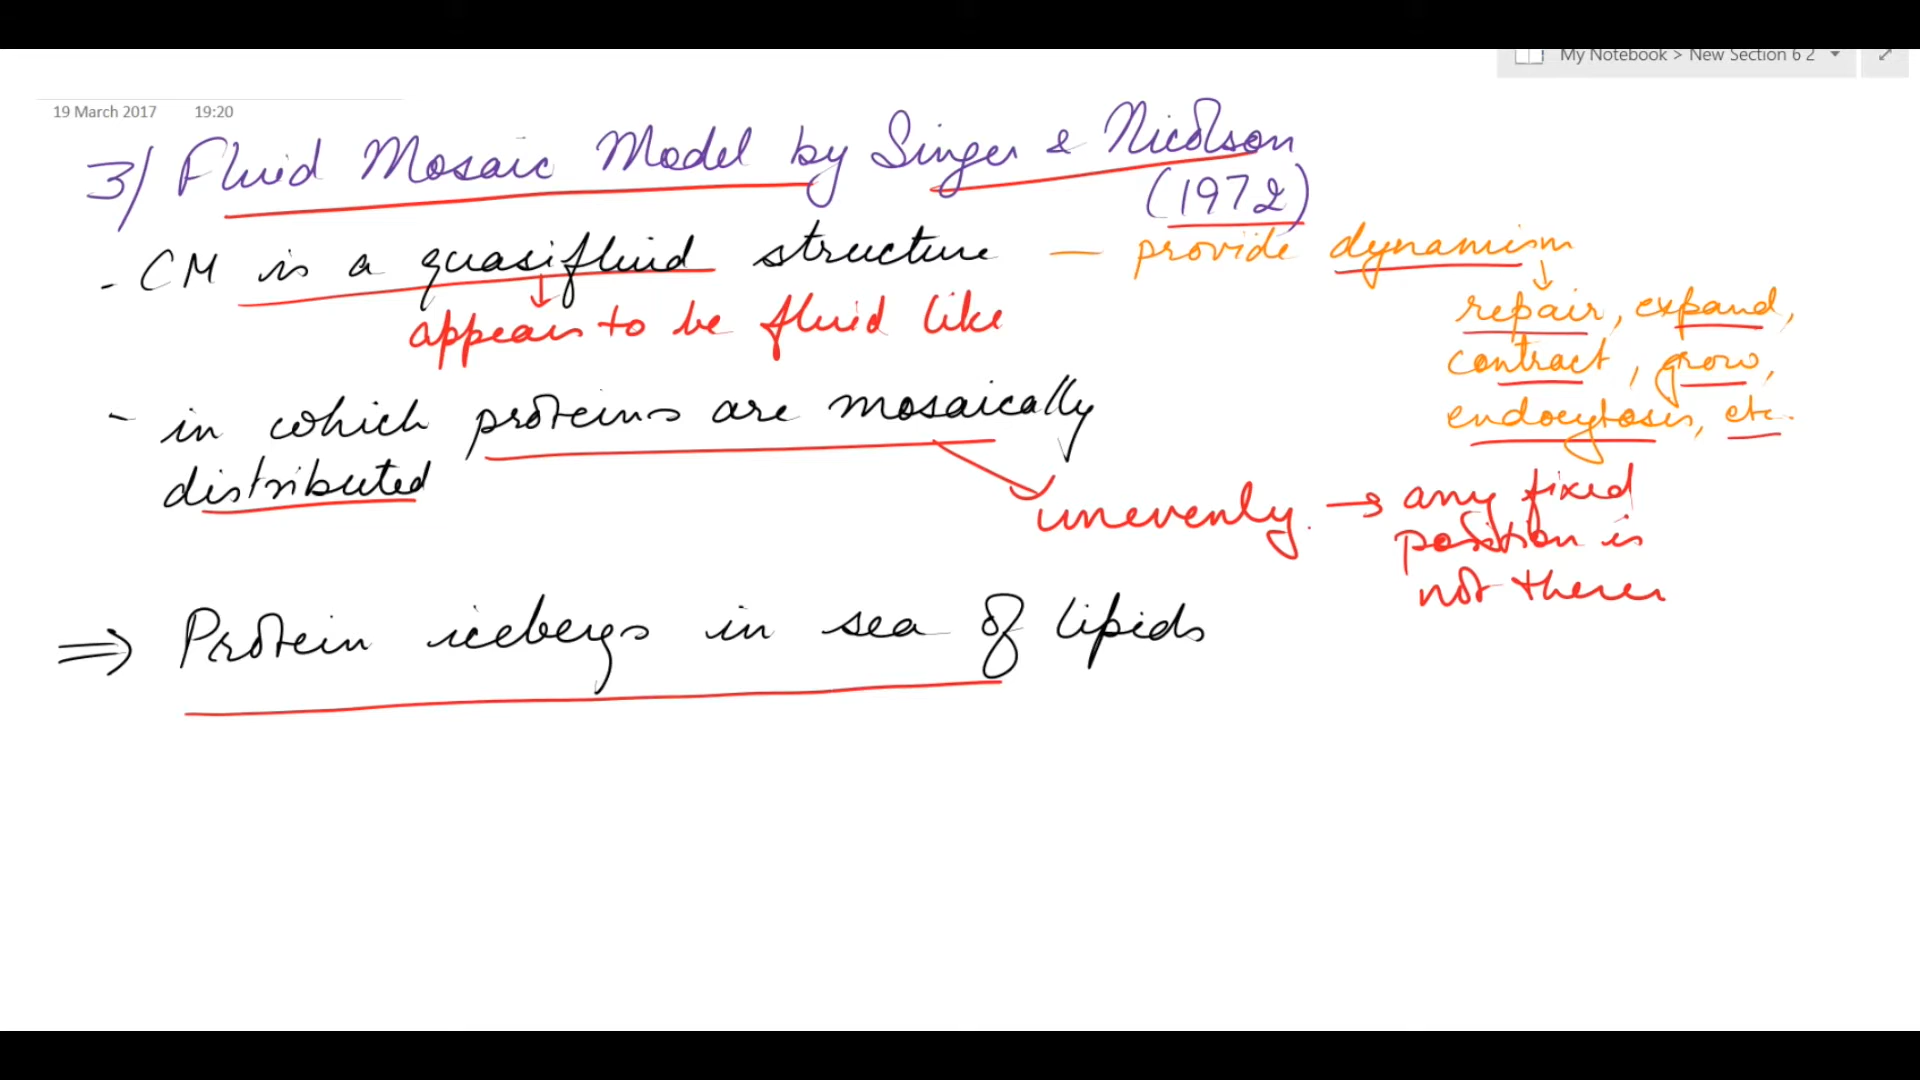 My Notebook > New Section 6 2
19 March 2017 19:20
3) Fluid Mosaic Model by Singer & Nicolson
(1972)
- CM is a quasifluid structure — provide dynamism
appears to be fluid like
repair, expand,
contract, grow,
endocytosis, etc.
- in which proteins are mosaically
distributed
unevenly. → any fixed
position is
not there
⇒ Protein icebergs in sea of lipids